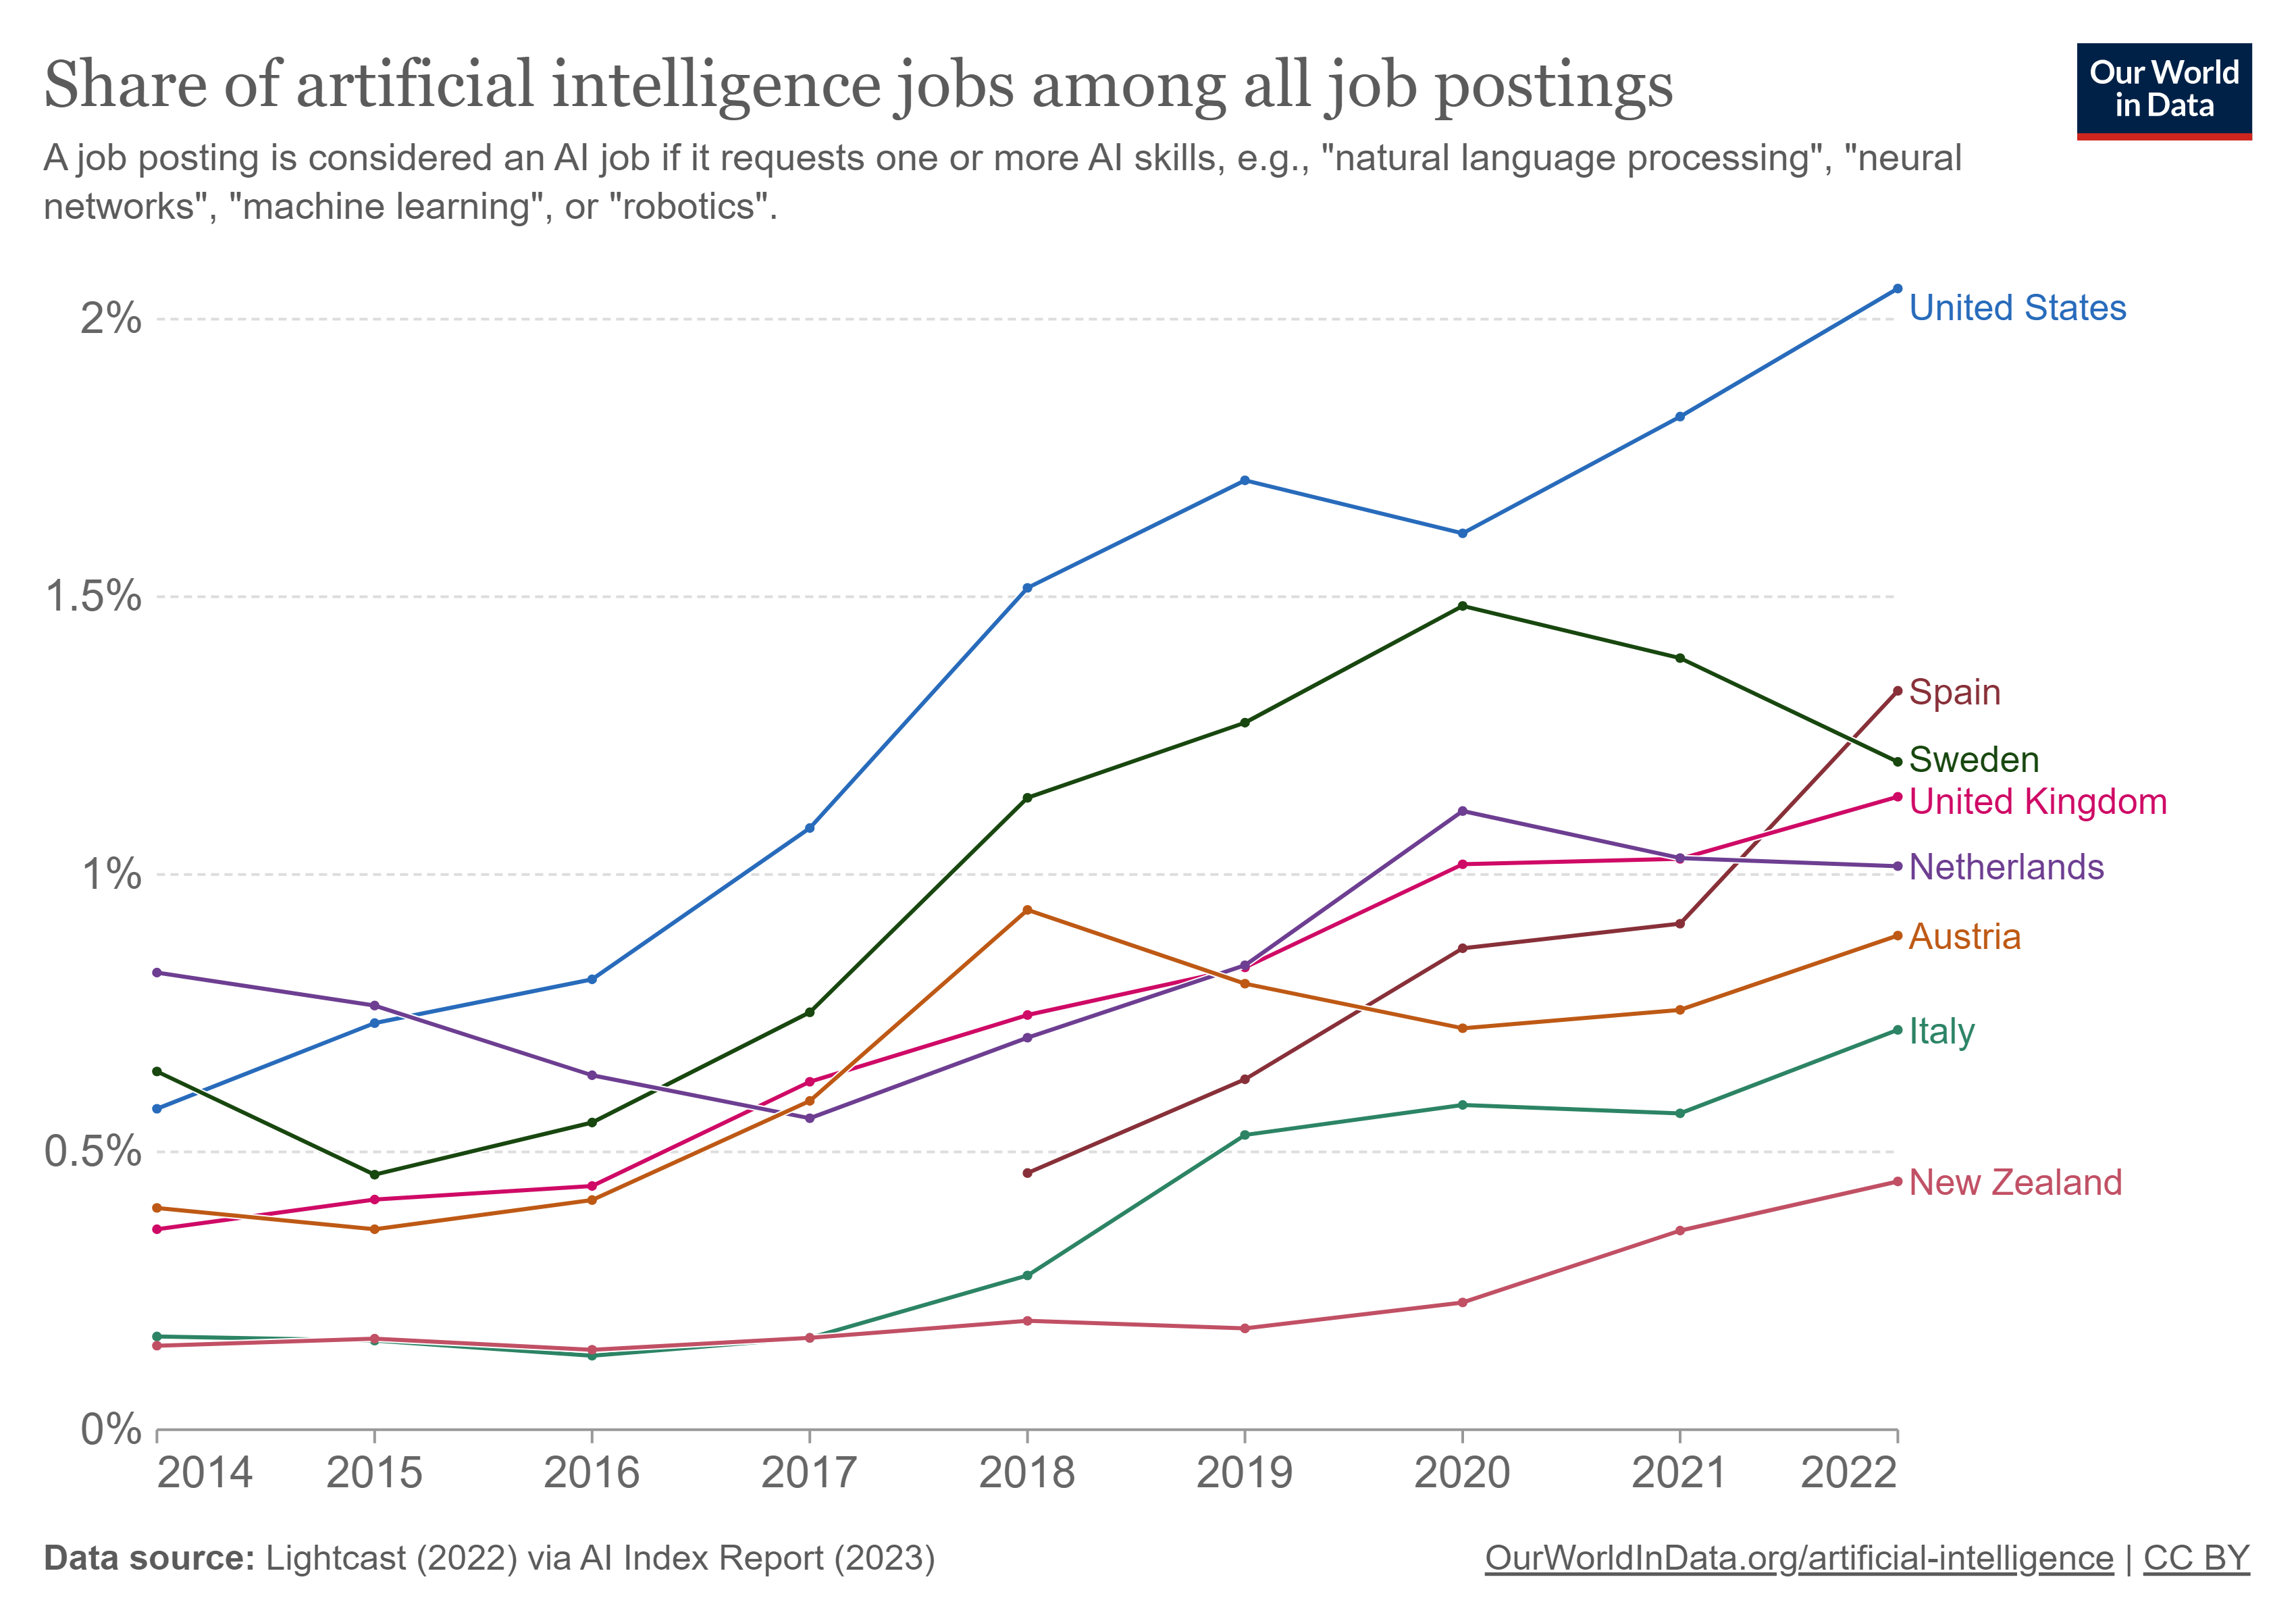 Share of artificial intelligence jobs among all job postings
Our World
in Data
A job posting is considered an AI job if it requests one or more AI skills, e.g., "natural language processing", "neural
networks", "machine learning", or "robotics".
2%
1.5%
1%
0.5%
0%
United States
Spain
Sweden
United Kingdom
Netherlands
Austria
Italy
New Zealand
2014 2015 2016 2017 2018 2019 2020 2021 2022
Data source: Lightcast (2022) via AI Index Report (2023)
OurWorldInData.org/artificial-intelligence | CC BY